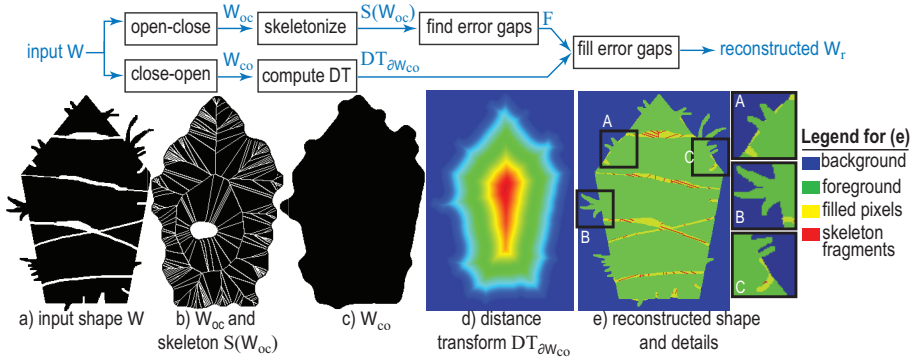 input W
open-close
W_oc
skeletonize
S(W_oc)
find error gaps
F
fill error gaps
reconstructed W_r
close-open
W_co
compute DT
DT_∂W_co
A
B
C
A
B
C
Legend for (e)
background
foreground
filled pixels
skeleton
fragments
a) input shape W
b) W_oc and
skeleton S(W_oc)
c) W_co
d) distance
transform DT_∂W_co
e) reconstructed shape
and details